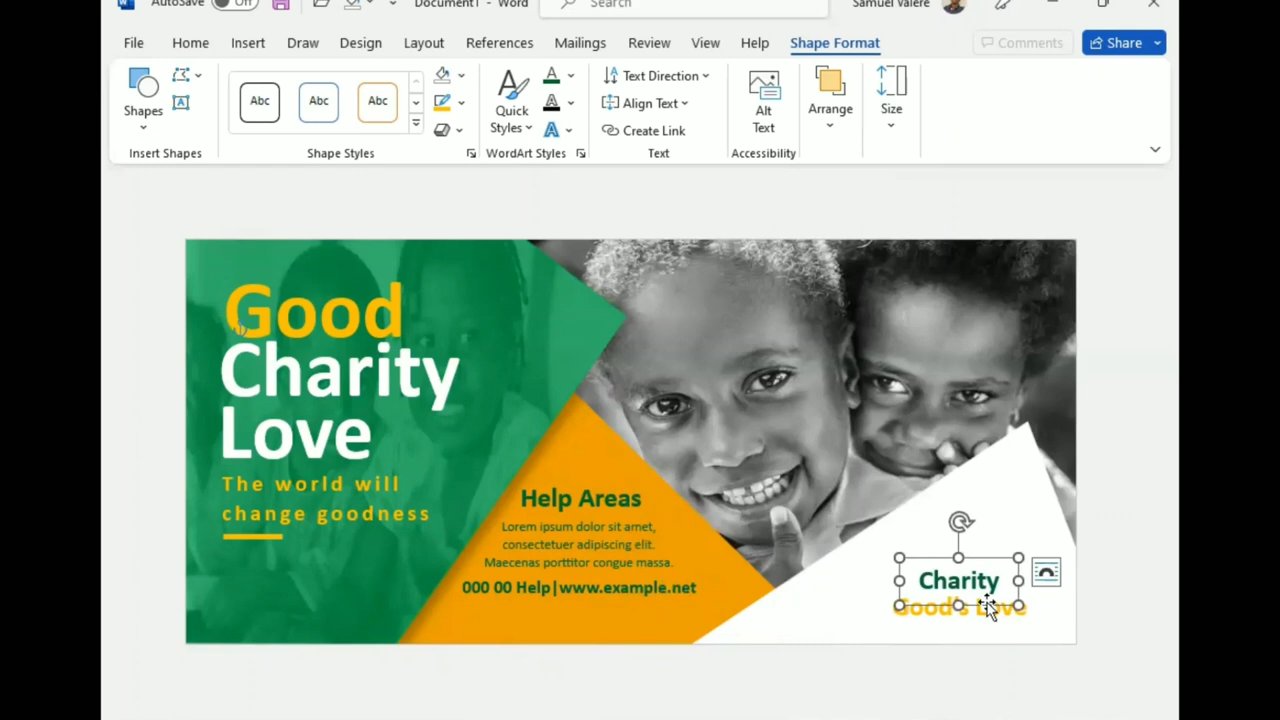 AutoSave
Off
Document1 - Word
Search
Samuel Valere
File
Home
Insert
Draw
Design
Layout
References
Mailings
Review
View
Help
Shape Format
Comments
Share
Shapes
Insert Shapes
Abc
Abc
Abc
Shape Styles
Quick
Styles
WordArt Styles
Text Direction
Align Text
Create Link
Text
Alt
Text
Accessibility
Arrange
Size
Good
Charity
Love
The world will
change goodness
Help Areas
Lorem ipsum dolor sit amet,
consectetuer adipiscing elit.
Maecenas porttitor congue massa.
000 00 Help|www.example.net
Charity
Good's Love